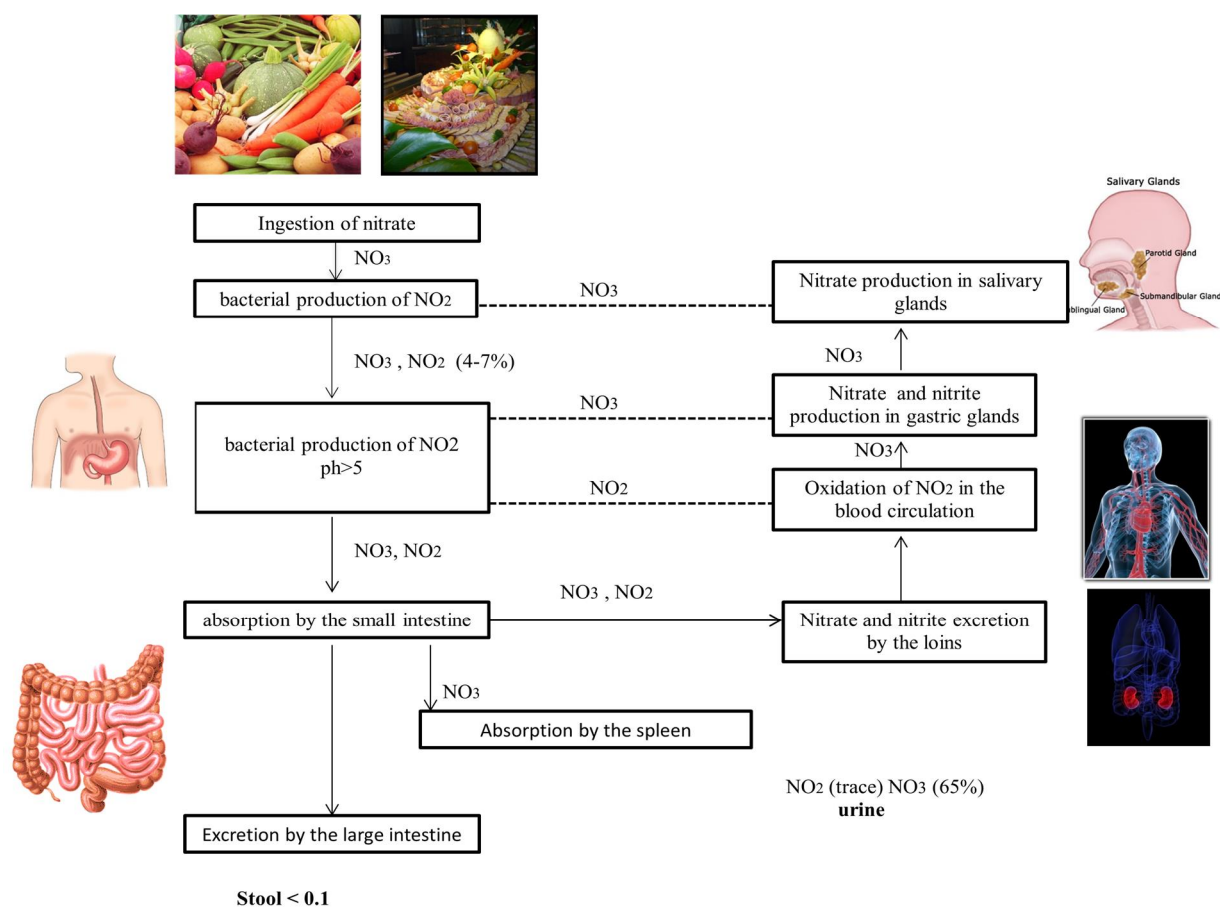 Salivary Glands
Parotid Gland
Submandibular Gland
blingual Gland
Ingestion of nitrate
NO3
bacterial production of NO2
NO3
Nitrate production in salivary
glands
NO3 , NO2 (4-7%)
NO3
bacterial production of NO2
ph>5
NO3
Nitrate and nitrite
production in gastric glands
NO3
NO2
Oxidation of NO2 in the
blood circulation
NO3, NO2
NO3 , NO2
absorption by the small intestine
Nitrate and nitrite excretion
by the loins
NO3
Absorption by the spleen
NO2 (trace) NO3 (65%)
urine
Excretion by the large intestine
Stool < 0.1